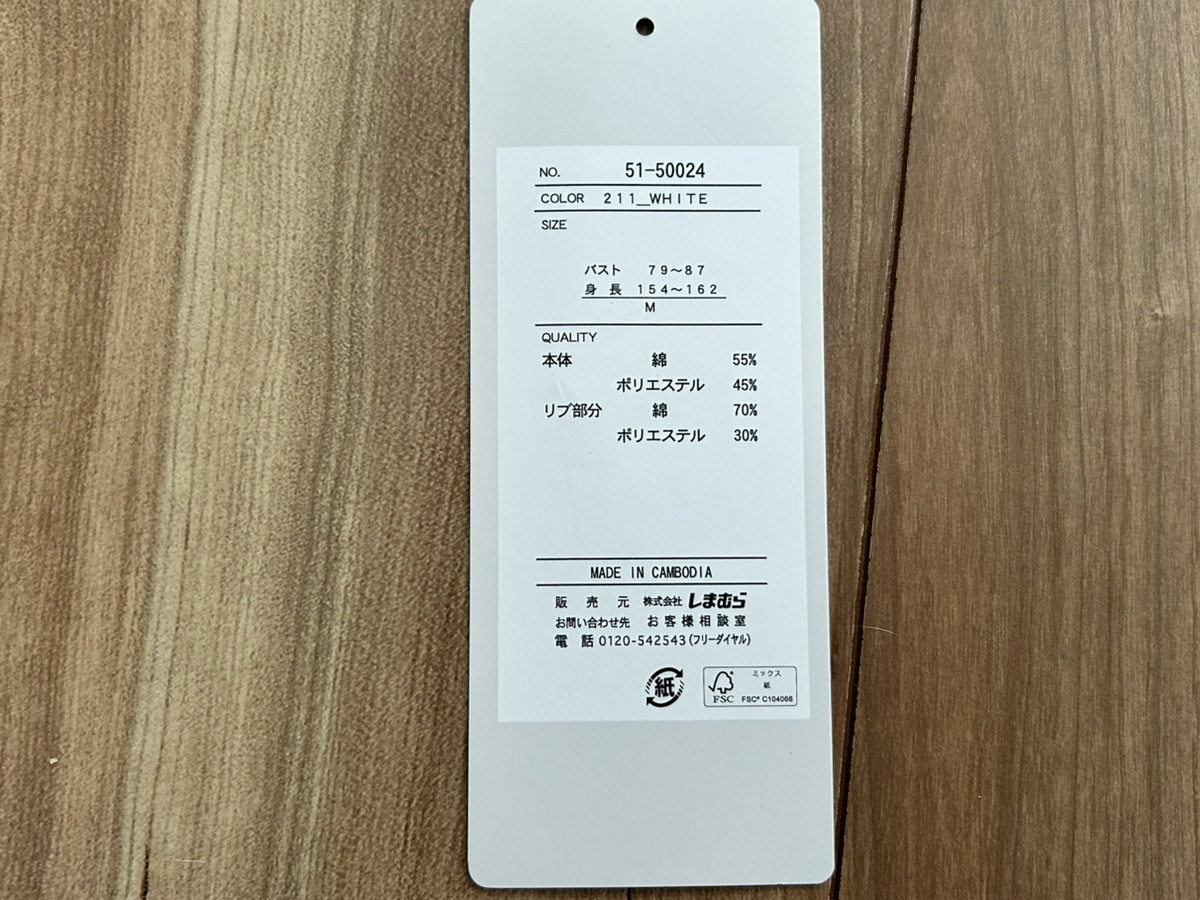 NO. 51-50024
COLOR 211__WHITE
SIZE
バスト 79~87
身長 154~162
M
QUALITY
本体 綿 55%
ポリエステル 45%
リブ部分 綿 70%
ポリエステル 30%
MADE IN CAMBODIA
販売元 株式会社しまむら
お問い合わせ先 お客様相談室
電話 0120-542543(フリーダイヤル)
紙
ミックス
紙
FSC FSC® C104066